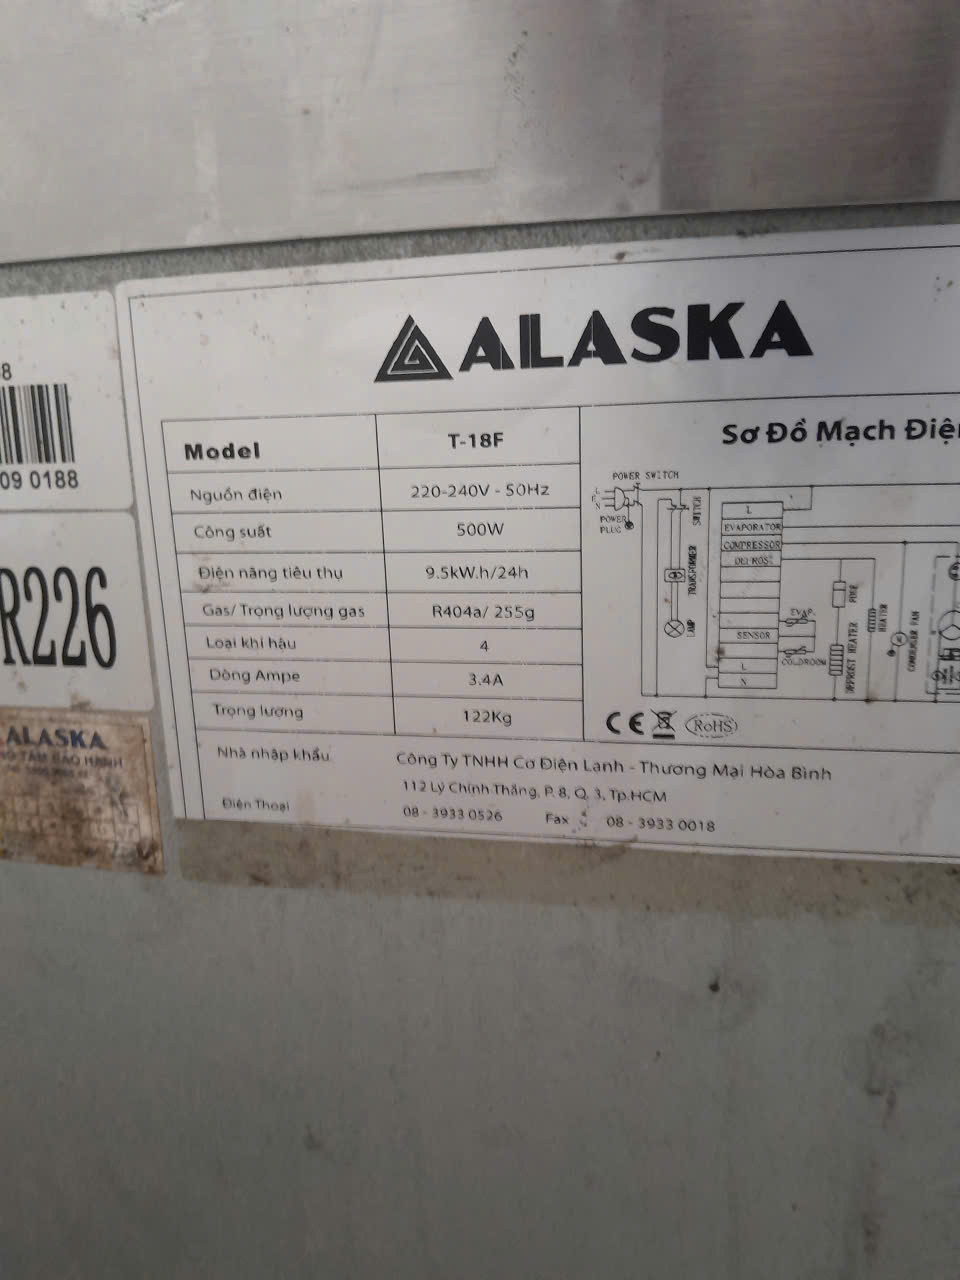 ALASKA
Model T-18F
Nguồn điện 220-240V - 50Hz
Công suất 500W
Điện năng tiêu thụ 9.5kW.h/24h
Gas/ Trọng lượng gas R404a/ 255g
Loại khí hậu 4
Dòng Ampe 3.4A
Trọng lượng 122Kg
Nhà nhập khẩu Công Ty TNHH Cơ Điện Lạnh - Thương Mại Hòa Bình
112 Lý Chính Thắng, P. 8, Q. 3, Tp.HCM
Điện Thoại 08 - 3933 0526 Fax : 08 - 3933 0018
Sơ Đồ Mạch Điện
POWER SWITCH
L
E
N
POWER
PLUG
SWITCH
TRANSFORMER
LAMP
L
EVAPORATOR
COMPRESSOR
DEFROST
SENSOR
L
N
EVAP.
COLDROOM
DEFROST HEATER
HEATER
CONDENSER FAN
CE RoHS
8
09 0188
R226
ALASKA
TÂM BẢO HÀNH